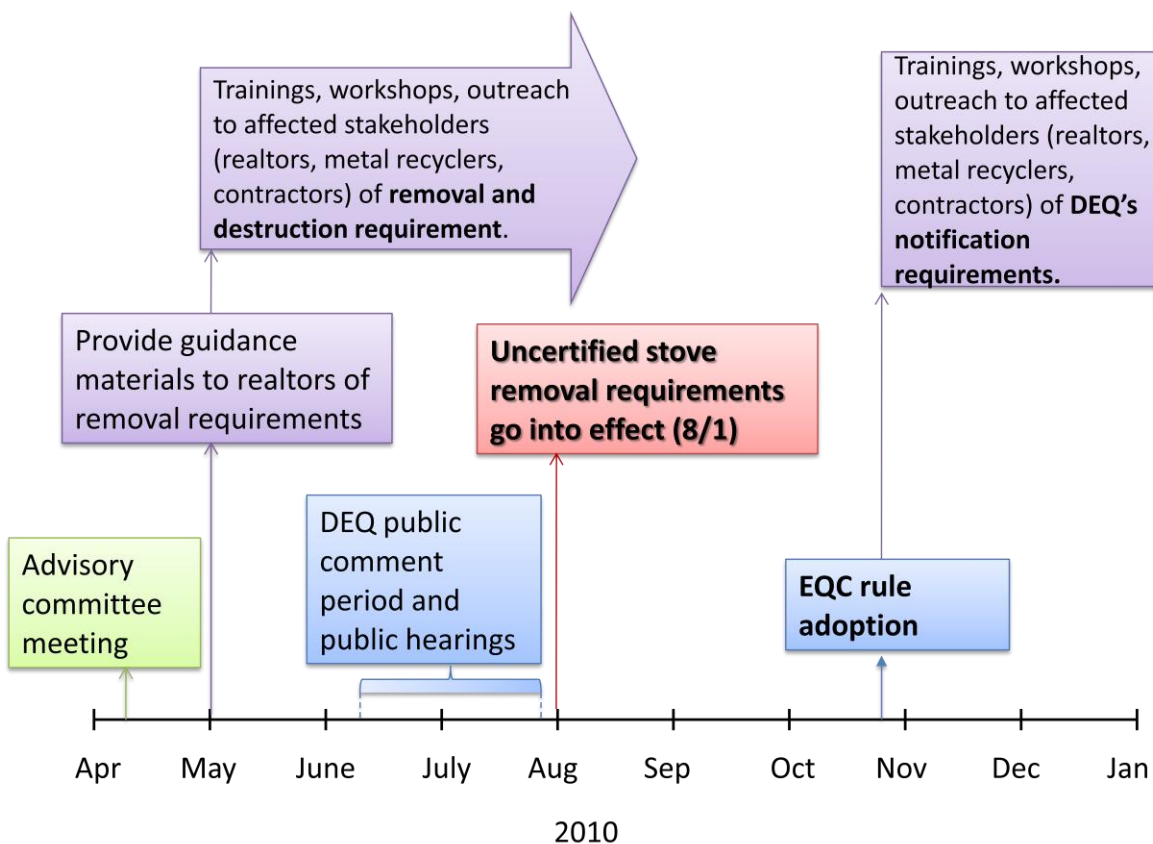 Trainings, workshops, outreach
to affected stakeholders
(realtors, metal recyclers,
contractors) of removal and
destruction requirement.
Trainings, workshops,
outreach to affected
stakeholders (realtors,
metal recyclers,
contractors) of DEQ's
notification
requirements.
Provide guidance
materials to realtors of
removal requirements
Uncertified stove
removal requirements
go into effect (8/1)
Advisory
committee
meeting
DEQ public
comment
period and
public hearings
EQC rule
adoption
Apr May June July Aug Sep Oct Nov Dec Jan
2010